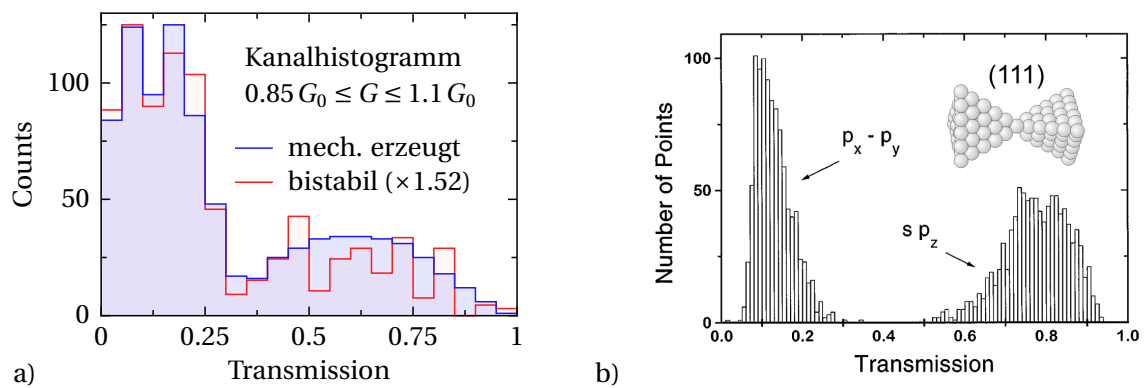 100
50
0
Counts
Kanalhistogramm
0.85 G₀ ≤ G ≤ 1.1 G₀
mech. erzeugt
bistabil (×1.52)
0 0.25 0.5 0.75 1
Transmission
a)
100
50
0
Number of Points
(111)
pₓ - p_y
s p_z
0.0 0.2 0.4 0.6 0.8 1.0
Transmission
b)